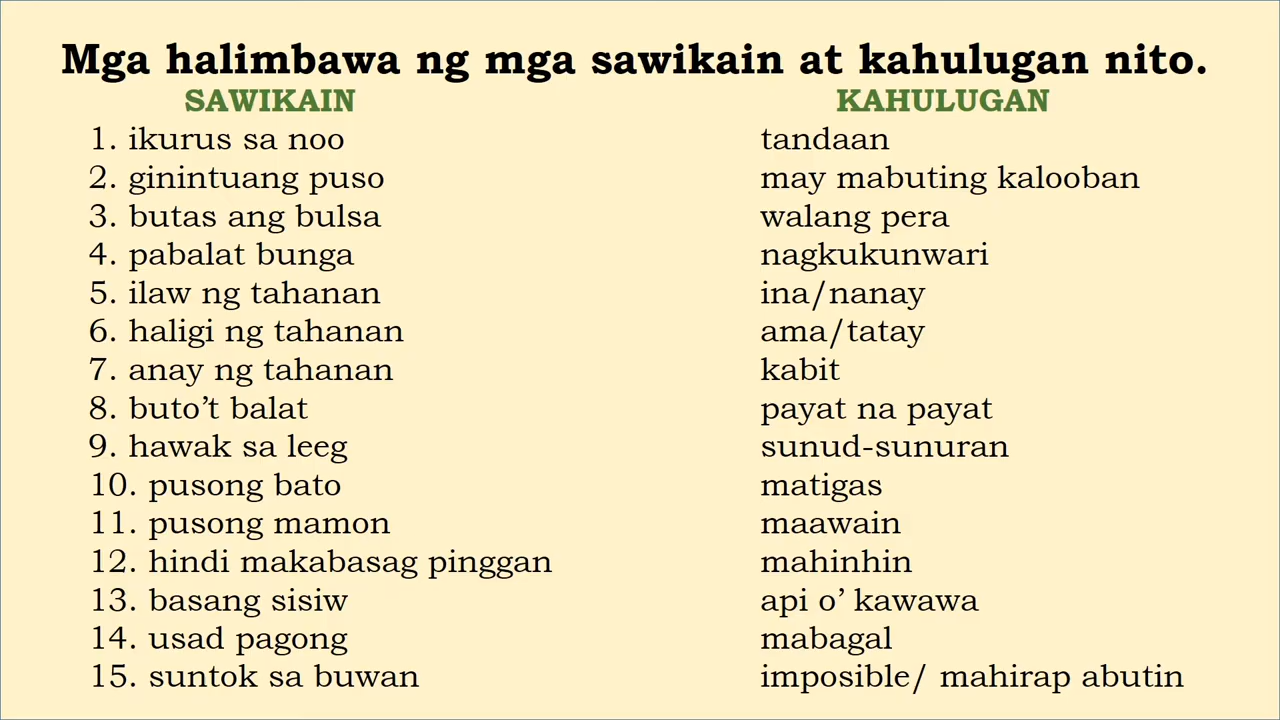 Mga halimbawa ng mga sawikain at kahulugan nito.
SAWIKAIN KAHULUGAN
1. ikurus sa noo tandaan
2. ginintuang puso may mabuting kalooban
3. butas ang bulsa walang pera
4. pabalat bunga nagkukunwari
5. ilaw ng tahanan ina/nanay
6. haligi ng tahanan ama/tatay
7. anay ng tahanan kabit
8. buto’t balat payat na payat
9. hawak sa leeg sunud-sunuran
10. pusong bato matigas
11. pusong mamon maawain
12. hindi makabasag pinggan mahinhin
13. basang sisiw api o’ kawawa
14. usad pagong mabagal
15. suntok sa buwan imposible/ mahirap abutin